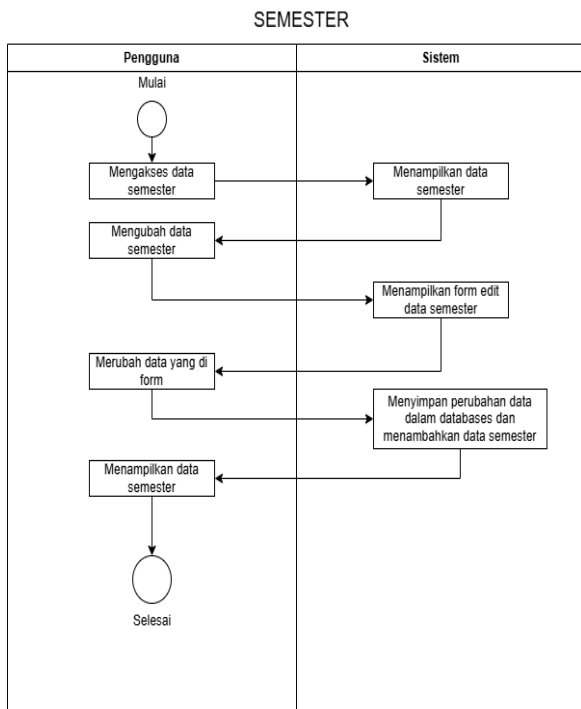 SEMESTER
Pengguna
Sistem
Mulai
Mengakses data
semester
Menampilkan data
semester
Mengubah data
semester
Menampilkan form edit
data semester
Merubah data yang di
form
Menyimpan perubahan data
dalam databases dan
menambahkan data semester
Menampilkan data
semester
Selesai